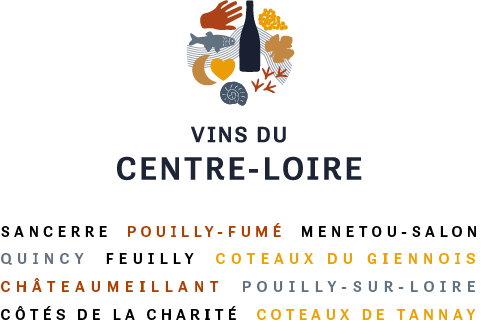 VINS DU
CENTRE-LOIRE
SANCERRE POUILLY-FUMÉ MENETOU-SALON
QUINCY FEUILLY COTEAUX DU GIENNOIS
CHÂTEAUMEILLANT POUILLY-SUR-LOIRE
CÔTÉS DE LA CHARITÉ COTEAUX DE TANNAY